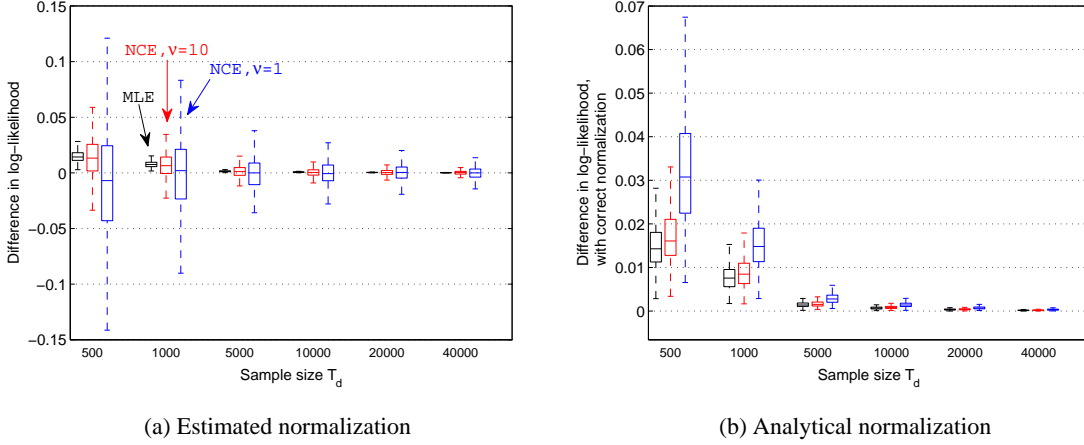 0.15
0.1
0.05
0
−0.05
−0.1
0.15
Difference in log−likelihood
NCE,ν=10
NCE,ν=1
MLE
500 1000 5000 10000 20000 40000
Sample size T_d
(a) Estimated normalization
0.07
0.06
0.05
0.04
0.03
0.02
0.01
0
Difference in log−likelihood,
with correct normalization
500 1000 5000 10000 20000 40000
Sample size T_d
(b) Analytical normalization